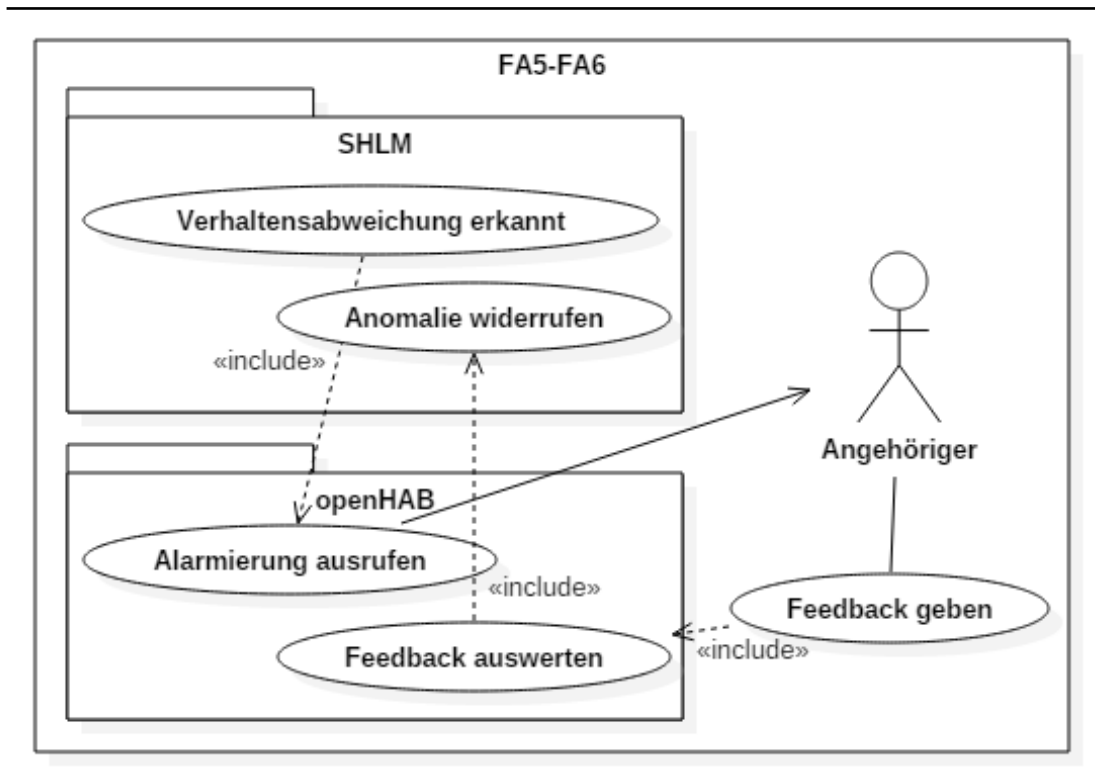 FA5-FA6
SHLM
Verhaltensabweichung erkannt
Anomalie widerrufen
«include»
Angehöriger
openHAB
Alarmierung ausrufen
«include»
Feedback geben
«include»
Feedback auswerten